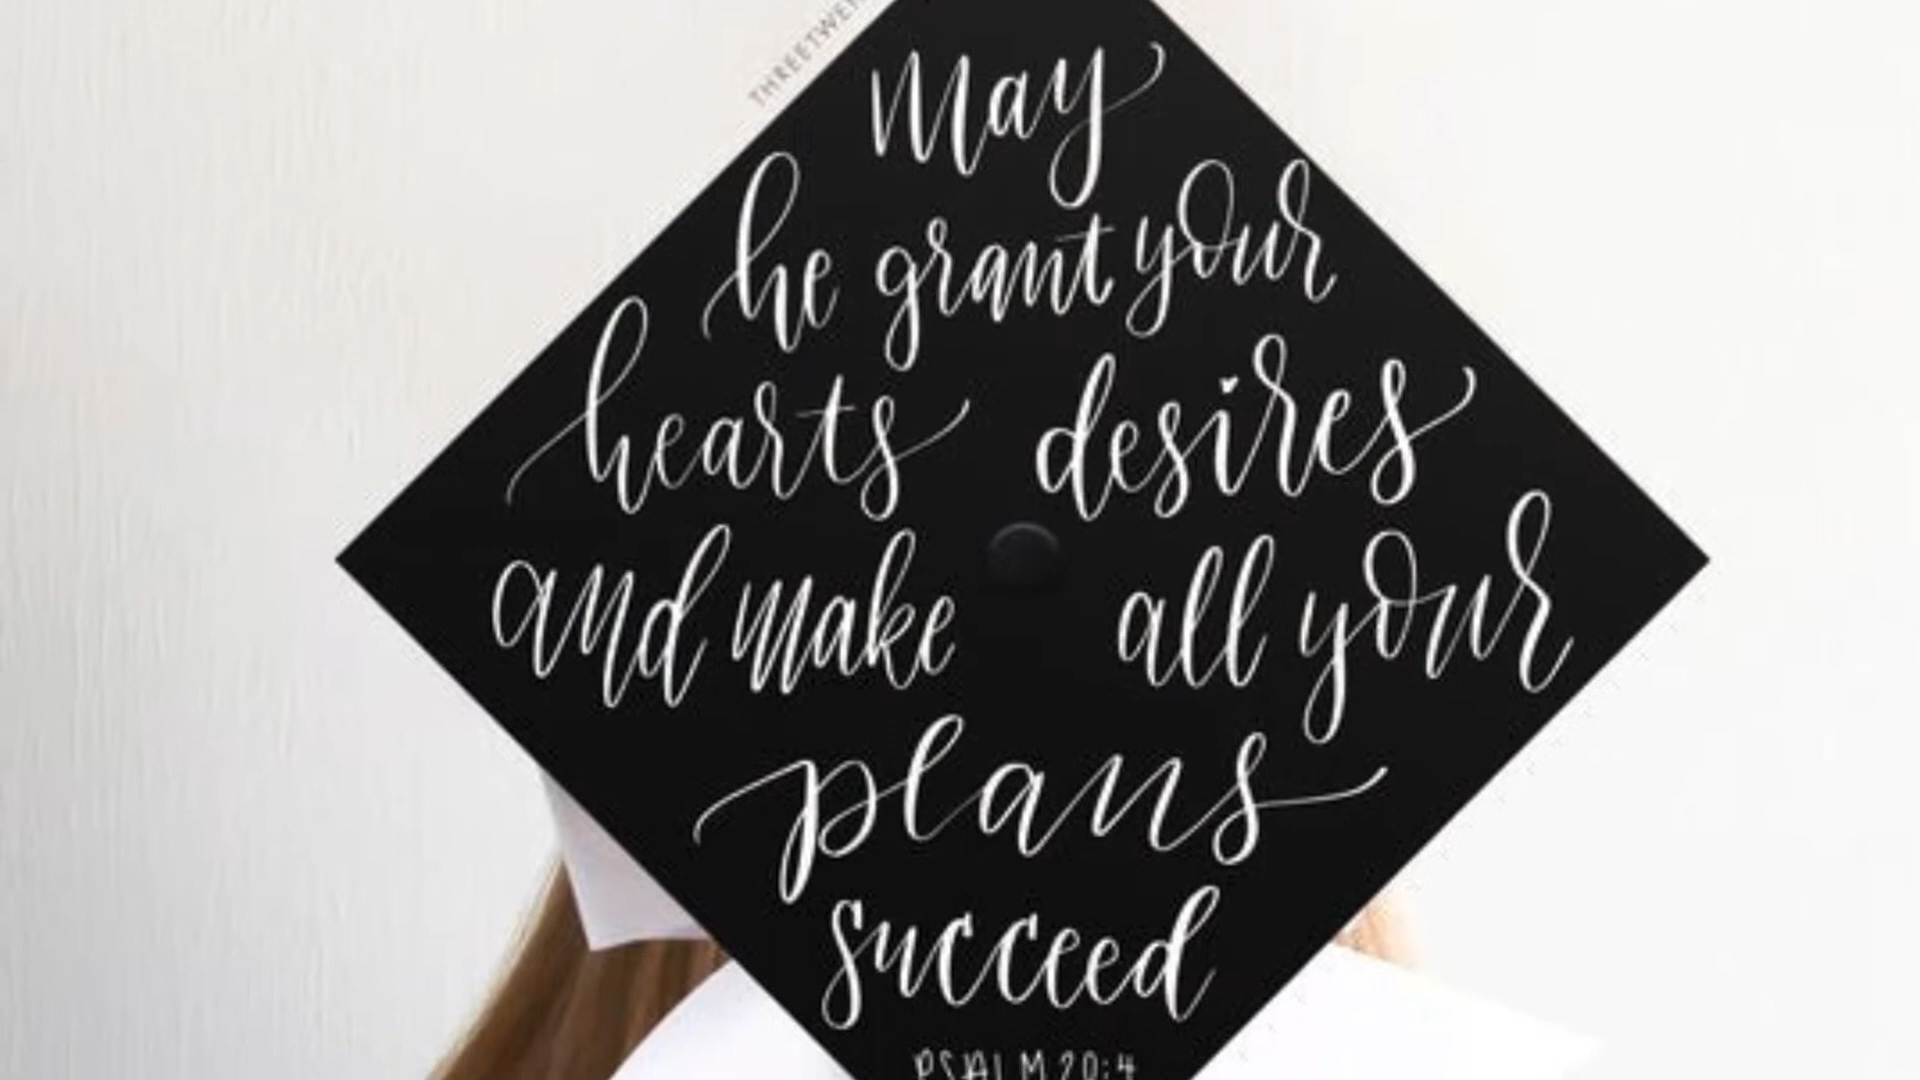 May
he grant your
hearts desires
and make all your
plans
succeed
PSALM 20:4